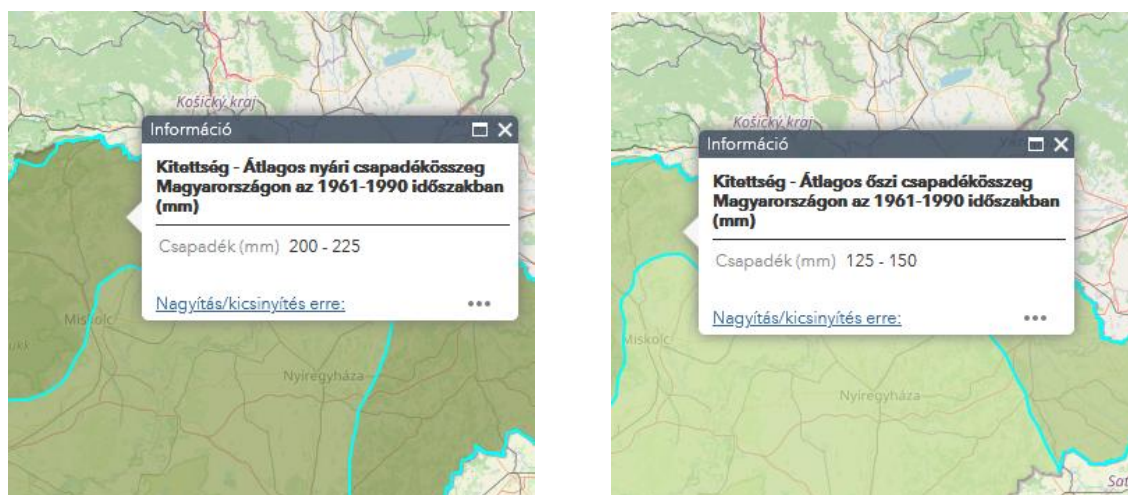 Košický kraj
Információ
Kitettség - Átlagos nyári csapadékösszeg
Magyarországon az 1961-1990 időszakban
(mm)
Csapadék (mm) 200 - 225
Nagyítás/kicsinyítés erre:
Miskolc
Nyíregyháza
Košický kraj
Információ
Kitettség - Átlagos őszi csapadékösszeg
Magyarországon az 1961-1990 időszakban
(mm)
Csapadék (mm) 125 - 150
Nagyítás/kicsinyítés erre:
Miskolc
Nyíregyháza
Sat